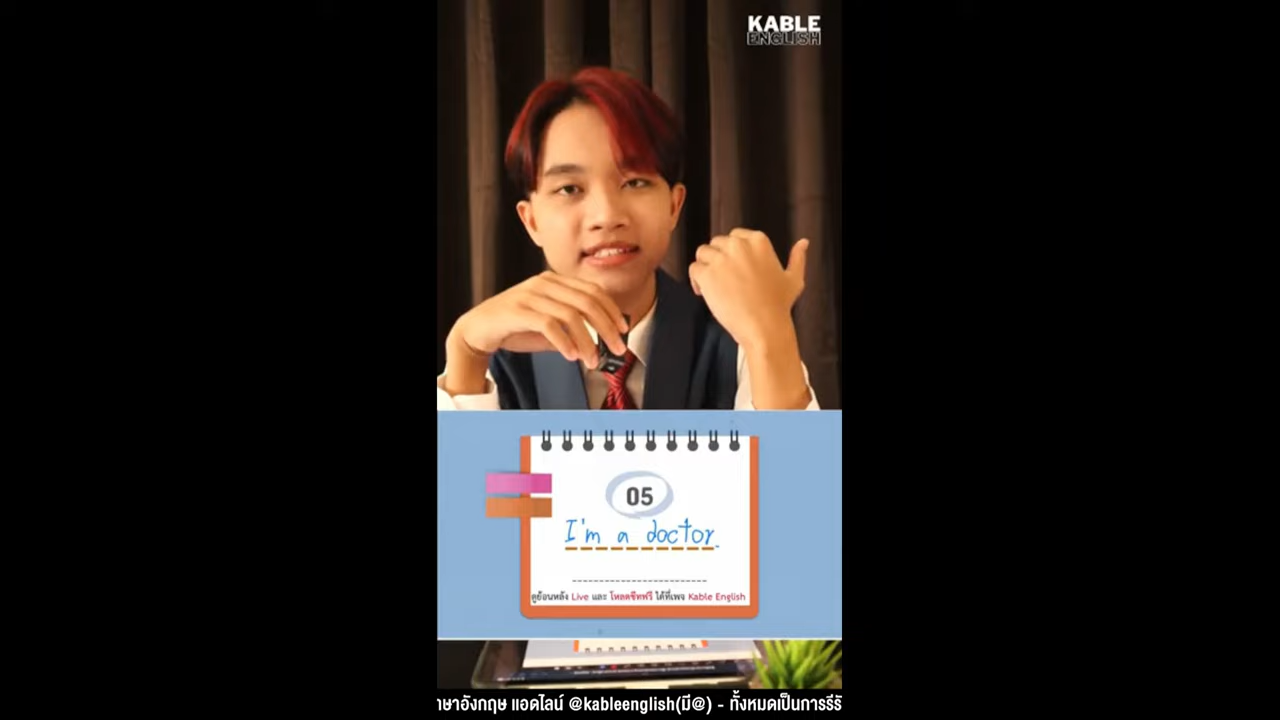 KABLE
ENGLISH
05
I'm a doctor.
ดูย้อนหลัง Live และ โหลดชีทฟรี ได้ที่เพจ Kable English
าษาอังกฤษ แอดไลน์ @kableenglish(มี@) - ทั้งหมดเป็นการรีรั